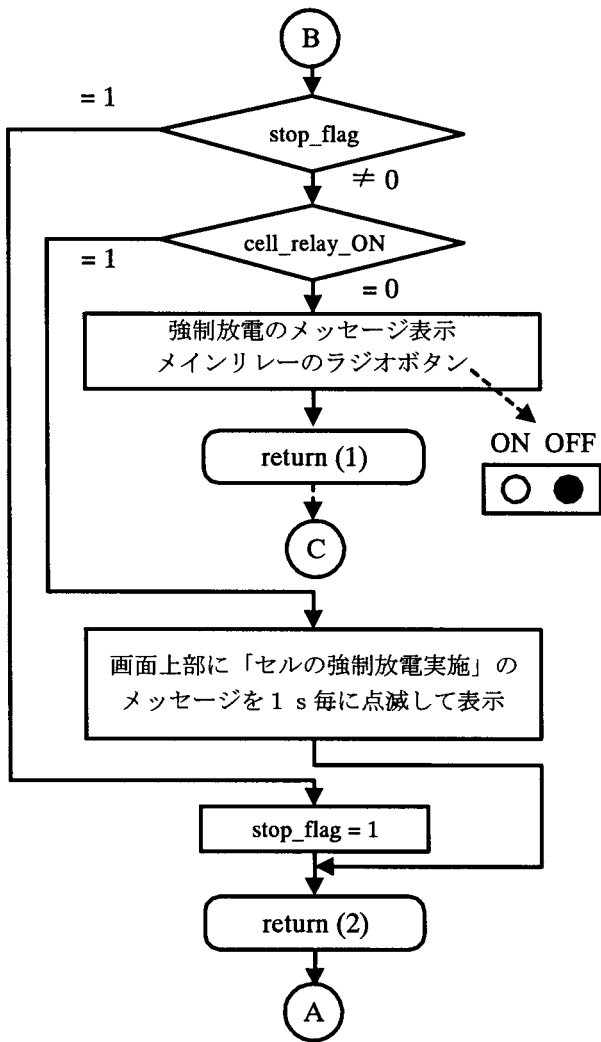 B
= 1
stop_flag
≠ 0
cell_relay_ON
= 1
= 0
強制放電のメッセージ表示
メインリレーのラジオボタン
return (1)
ON OFF
C
画面上部に「セルの強制放電実施」の
メッセージを1 s毎に点滅して表示
stop_flag = 1
return (2)
A